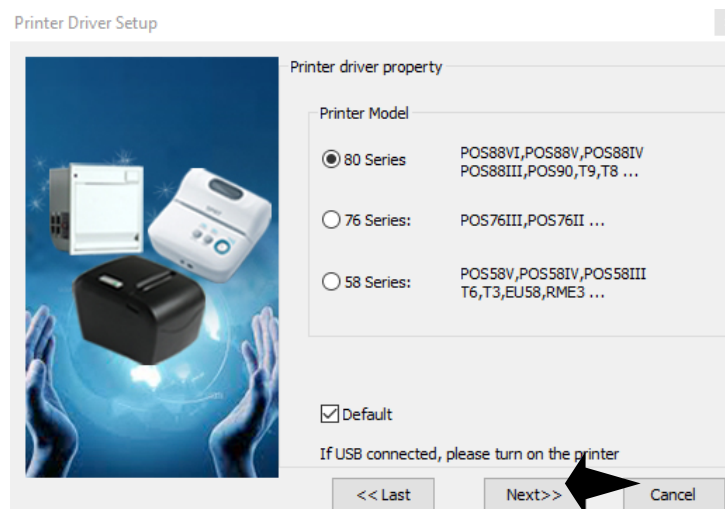 Printer Driver Setup
Printer driver property
Printer Model
80 Series
POS88VI,POS88V,POS88IV
POS88III,POS90,T9,T8 ...
76 Series:
POS76III,POS76II ...
58 Series:
POS58V,POS58IV,POS58III
T6,T3,EU58,RME3 ...
Default
If USB connected, please turn on the printer
<< Last
Next>>
Cancel